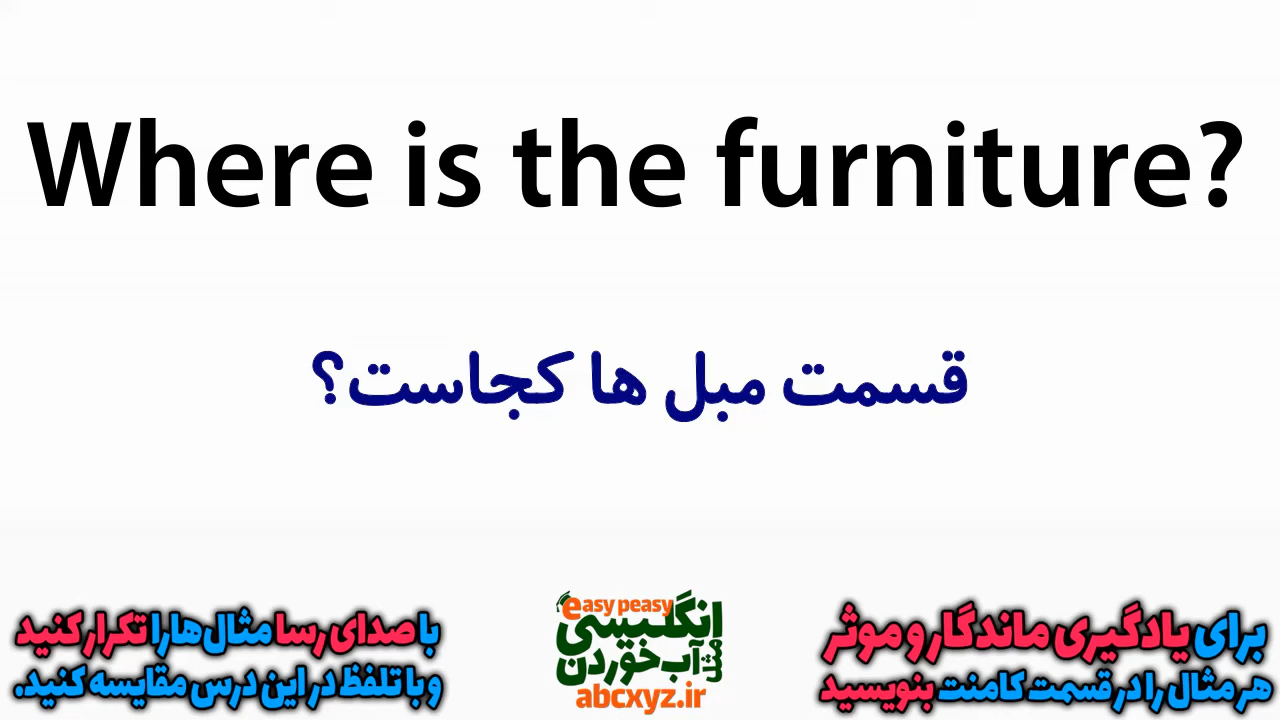 Where is the furniture?
قسمت مبل ها کجاست؟
برای یادگیری ماندگار و موثر
هر مثال را در قسمت کامنت بنویسید
easy peasy
انگلیسی
مثل آب خوردن
abcxyz.ir
با صدای رسا مثال‌ها را تکرار کنید
و با تلفظ در این درس مقایسه کنید.